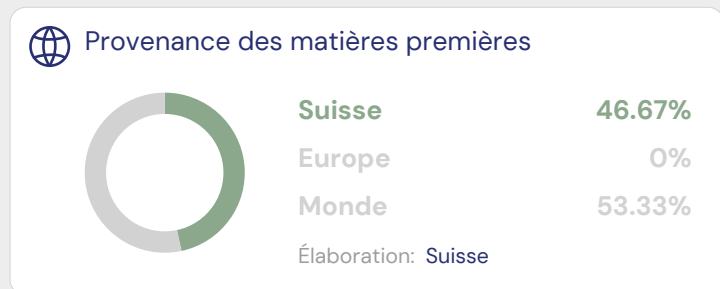 Provenance des matières premières
Suisse 46.67%
Europe 0%
Monde 53.33%
Élaboration: Suisse